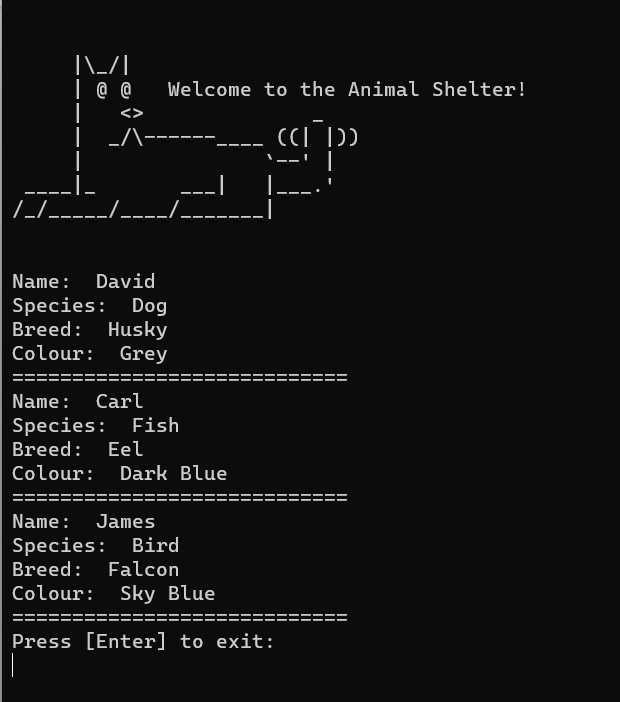 |\_/|
     | @ @   Welcome to the Animal Shelter!
     |   <>              _
     |  _/\------____ ((| |))
     |               `--' |
 ____|_       ___|   |___.'
/_/_____/____/_______|
Name:  David
Species:  Dog
Breed:  Husky
Colour:  Grey
============================
Name:  Carl
Species:  Fish
Breed:  Eel
Colour:  Dark Blue
============================
Name:  James
Species:  Bird
Breed:  Falcon
Colour:  Sky Blue
============================
Press [Enter] to exit: